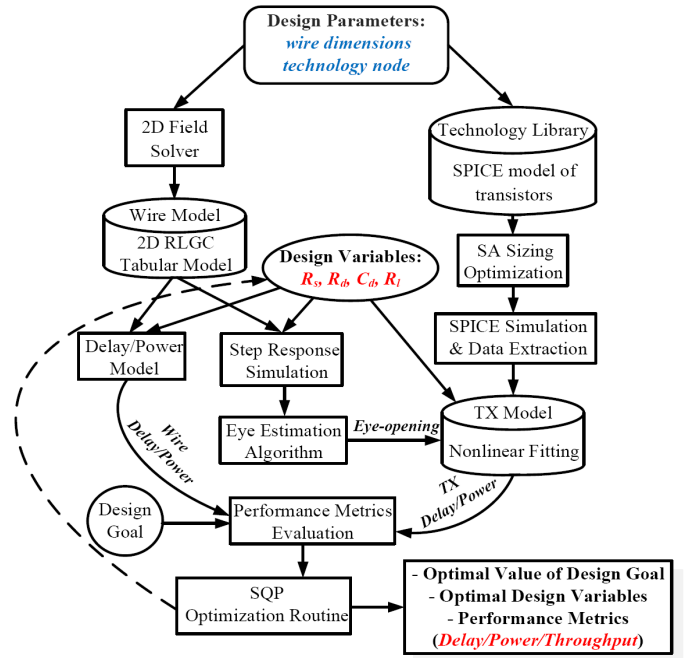 Design Parameters:
wire dimensions
technology node
2D Field
Solver
Technology Library
SPICE model of
transistors
Wire Model
2D RLGC
Tabular Model
Design Variables:
Rs, Rd, Cd, Rl
SA Sizing
Optimization
Delay/Power
Model
Step Response
Simulation
SPICE Simulation
& Data Extraction
Eye Estimation
Algorithm
Eye-opening
TX Model
Nonlinear Fitting
Wire
Delay/Power
TX
Delay/Power
Design
Goal
Performance Metrics
Evaluation
SQP
Optimization Routine
- Optimal Value of Design Goal
- Optimal Design Variables
- Performance Metrics
(Delay/Power/Throughput)